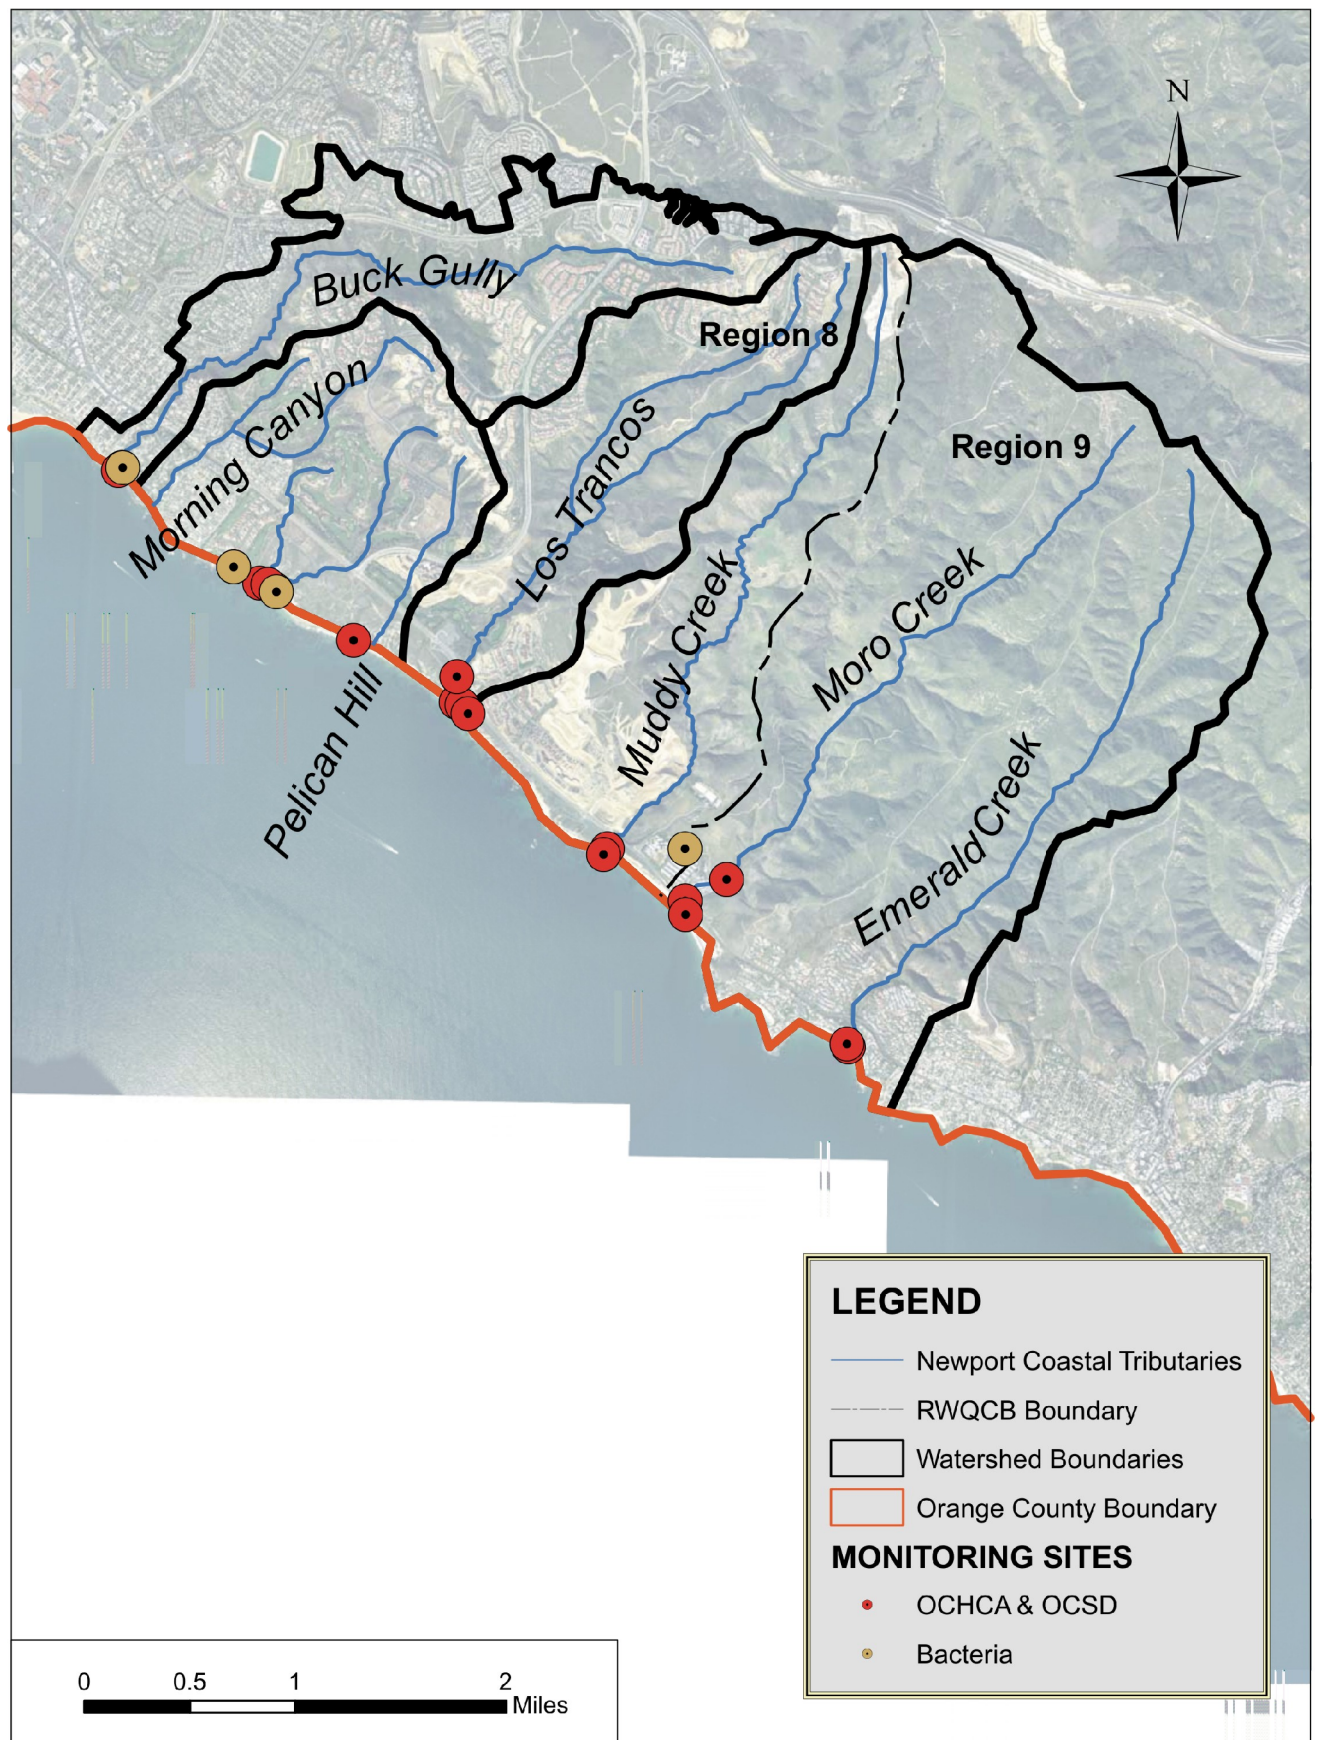 N
Buck Gully
Region 8
Morning Canyon
Los Trancos
Region 9
Muddy Creek
Moro Creek
Pelican Hill
Emerald Creek
LEGEND
Newport Coastal Tributaries
RWQCB Boundary
Watershed Boundaries
Orange County Boundary
MONITORING SITES
OCHCA & OCSD
Bacteria
0 0.5 1 2
Miles